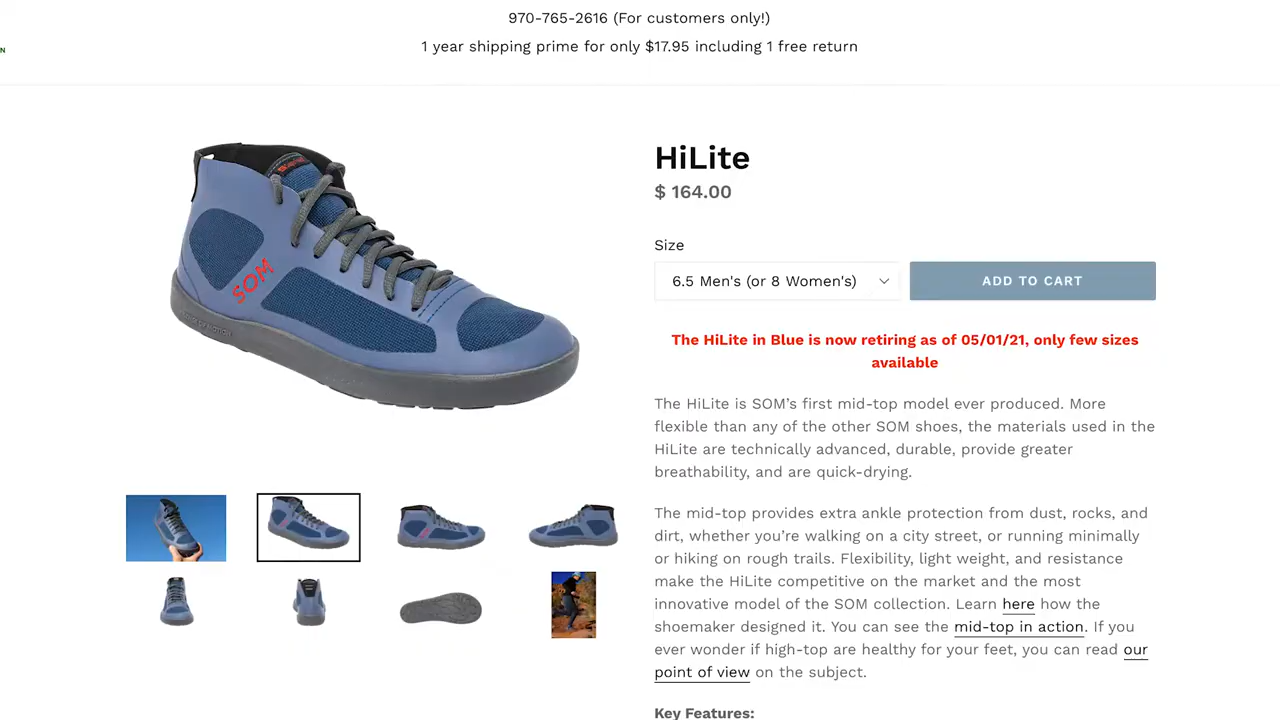 970-765-2616 (For customers only!)
1 year shipping prime for only $17.95 including 1 free return
N
HiLite
$ 164.00
Size
6.5 Men's (or 8 Women's)
ADD TO CART
SOM
The HiLite in Blue is now retiring as of 05/01/21, only few sizes
available
The HiLite is SOM’s first mid-top model ever produced. More
flexible than any of the other SOM shoes, the materials used in the
HiLite are technically advanced, durable, provide greater
breathability, and are quick-drying.
The mid-top provides extra ankle protection from dust, rocks, and
dirt, whether you’re walking on a city street, or running minimally
or hiking on rough trails. Flexibility, light weight, and resistance
make the HiLite competitive on the market and the most
innovative model of the SOM collection. Learn here how the
shoemaker designed it. You can see the mid-top in action. If you
ever wonder if high-top are healthy for your feet, you can read our
point of view on the subject.
Key Features: